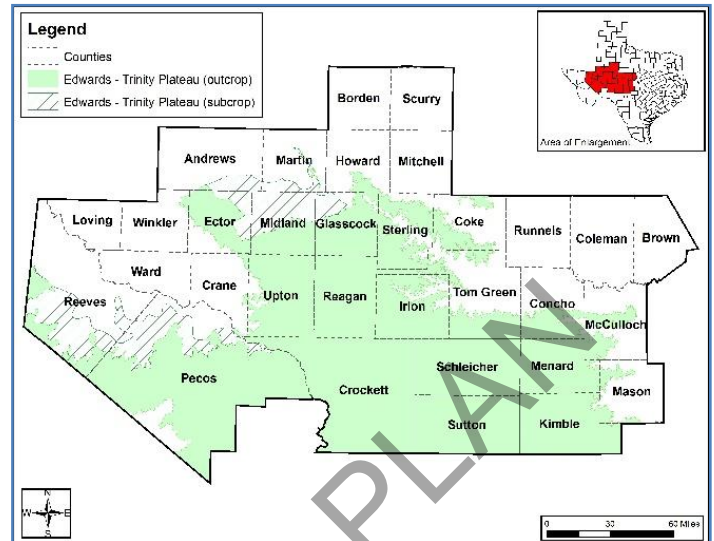 Legend
Counties
Edwards - Trinity Plateau (outcrop)
Edwards - Trinity Plateau (subcrop)
Area of Enlargement
Borden Scurry
Andrews Martin Howard Mitchell
Loving Winkler Ector Midland Glasscock Sterling Coke Runnels Coleman Brown
Reeves Ward Crane Upton Reagan Irion Tom Green Concho McCulloch
Pecos Crockett Schleicher Menard Mason
Sutton Kimble
PLAN
N
W E
S
0 30 60 Miles